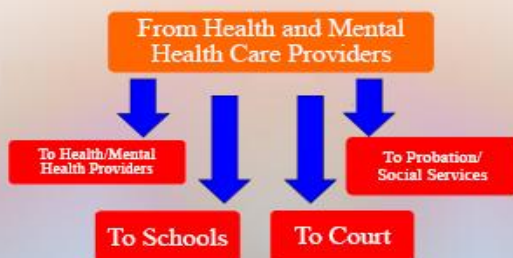 From Health and Mental
Health Care Providers
To Health/Mental
Health Providers
To Probation/
Social Services
To Schools
To Court